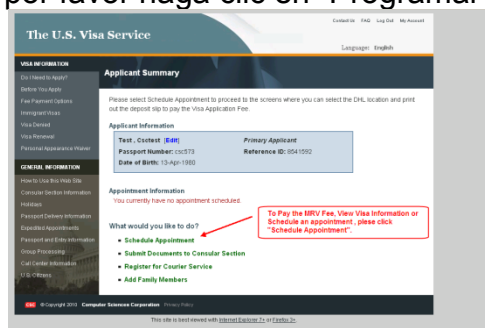 por favor haga clic en "Programar
Contact Us FAQ Log Out My Account
The U.S. Visa Service
Language: English
VISA INFORMATION
Do I Need to Apply?
Before You Apply
Fee Payment Options
Immigrant Visas
Visa Denied
Visa Renewal
Personal Appearance Waiver
GENERAL INFORMATION
How to Use this Web Site
Consular Section Information
Holidays
Passport Delivery Information
Expedited Appointments
Passport and Entry Information
Group Processing
Call Center Information
U.S. Citizens
Applicant Summary
Please select Schedule Appointment to proceed to the screens where you can select the DHL location and print
out the deposit slip to pay the Visa Application Fee.
Applicant Information
Test , Csctest [Edit] Primary Applicant
Passport Number: csc573 Reference ID: 8541592
Date of Birth: 13-Apr-1980
Appointment Information
You currently have no appointment scheduled.
To Pay the MRV Fee, View Visa Information or
Schedule an appointment , plese click
"Schedule Appointment".
What would you like to do?
Schedule Appointment
Submit Documents to Consular Section
Register for Courier Service
Add Family Members
CSC © Copyright 2010 Computer Sciences Corporation Privacy Policy
This site is best viewed with Internet Explorer 7+ or Firefox 3+.